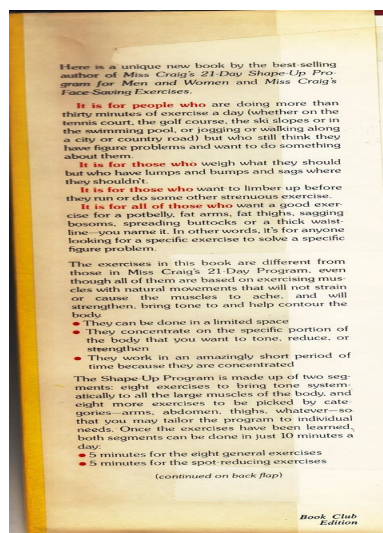 Here is a unique new book by the best-selling
author of Miss Craig's 21-Day Shape-Up Pro-
gram for Men and Women and Miss Craig's
Face-Saving Exercises.
It is for people who are doing more than
thirty minutes of exercise a day (whether on the
tennis court, the golf course, the ski slopes or in
the swimming pool, or jogging or walking along
a city or country road) but who still think they
have figure problems and want to do something
about them.
It is for those who weigh what they should
but who have lumps and bumps and sags where
they shouldn't.
It is for those who want to limber up before
they run or do some other strenuous exercise.
It is for all of those who want a good exer-
cise for a potbelly, fat arms, fat thighs, sagging
bosoms, spreading buttocks or a thick waist-
line—you name it. In other words, it's for anyone
looking for a specific exercise to solve a specific
figure problem.
The exercises in this book are different from
those in Miss Craig's 21-Day Program, even
though all of them are based on exercising mus-
cles with natural movements that will not strain
or cause the muscles to ache, and will
strengthen, bring tone to and help contour the
body.
• They can be done in a limited space
• They concentrate on the specific portion of
the body that you want to tone, reduce, or
strengthen
• They work in an amazingly short period of
time because they are concentrated
The Shape-Up Program is made up of two seg-
ments: eight exercises to bring tone system-
atically to all the large muscles of the body, and
eight more exercises to be picked by cate-
gories—arms, abdomen, thighs, whatever—so
that you may tailor the program to individual
needs. Once the exercises have been learned,
both segments can be done in just 10 minutes a
day:
• 5 minutes for the eight general exercises
• 5 minutes for the spot-reducing exercises
(continued on back flap)
Book Club
Edition